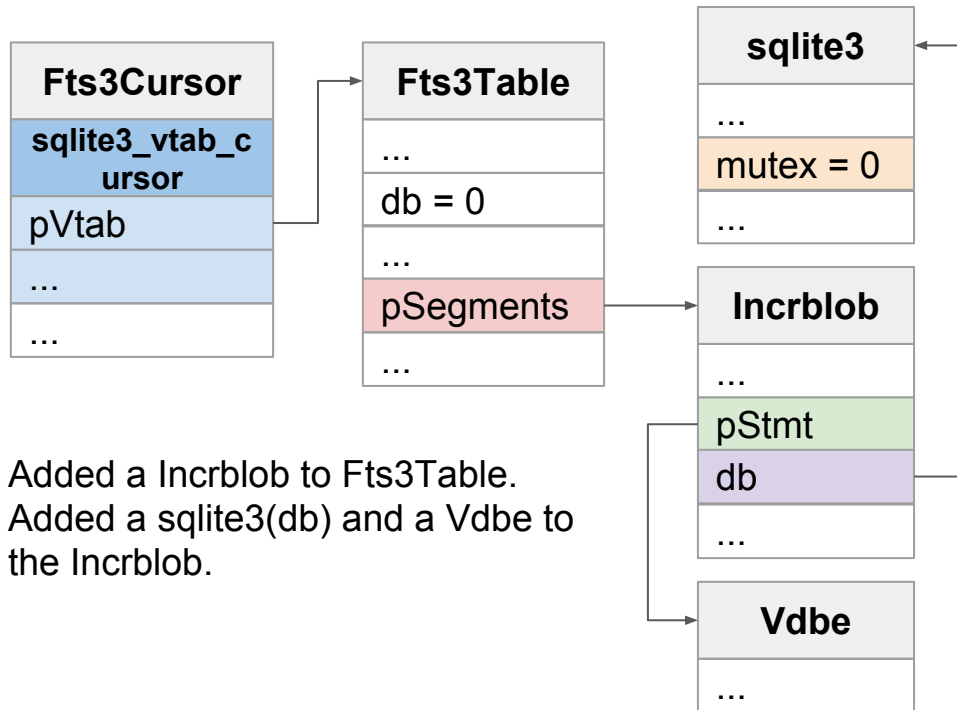 Fts3Cursor
sqlite3_vtab_c
ursor
pVtab
...
...
Fts3Table
...
db = 0
...
pSegments
...
sqlite3
...
mutex = 0
...
Incrblob
...
pStmt
db
...
Vdbe
...
Added a Incrblob to Fts3Table.
Added a sqlite3(db) and a Vdbe to
the Incrblob.